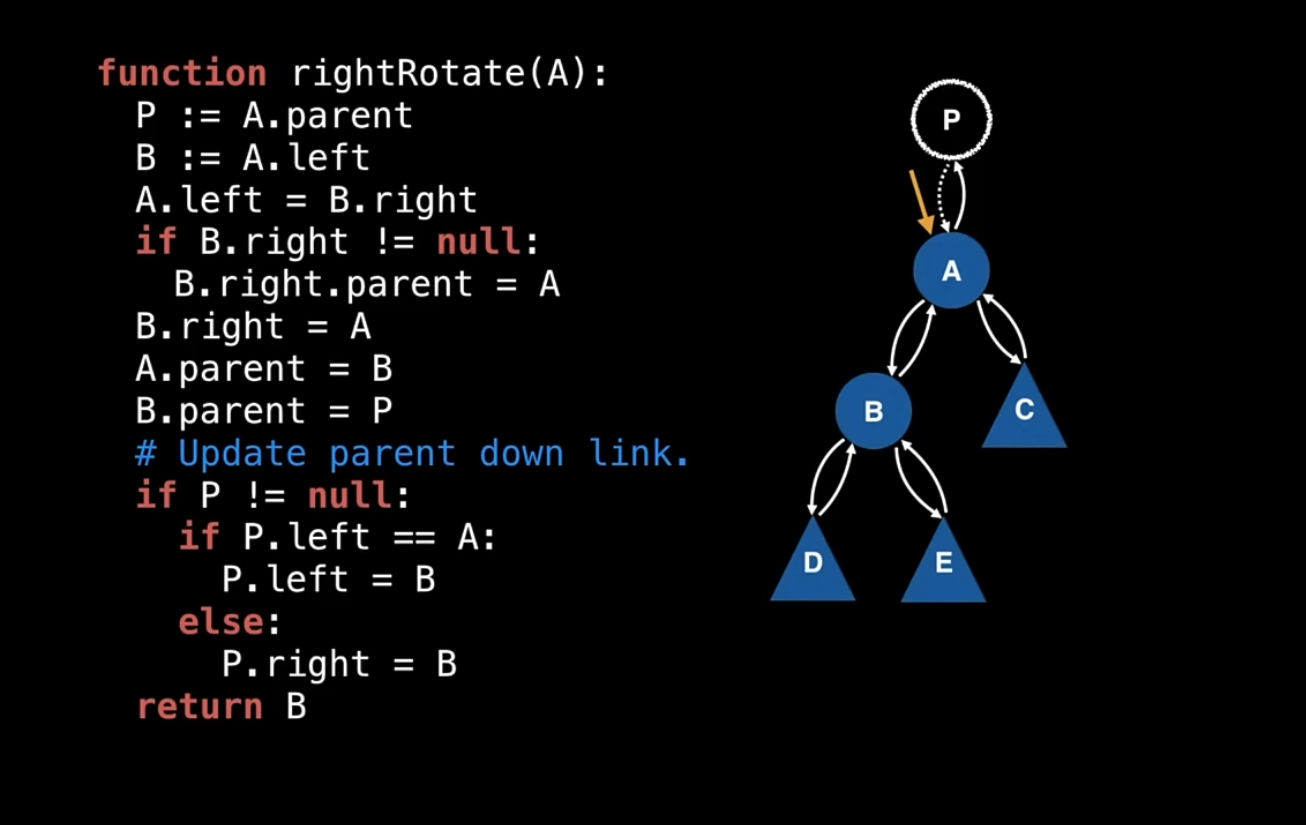 function rightRotate(A):
P := A.parent
B := A.left
A.left = B.right
if B.right != null:
B.right.parent = A
B.right = A
A.parent = B
B.parent = P
# Update parent down link.
if P != null:
if P.left == A:
P.left = B
else:
P.right = B
return B
P
A
B
C
D
E